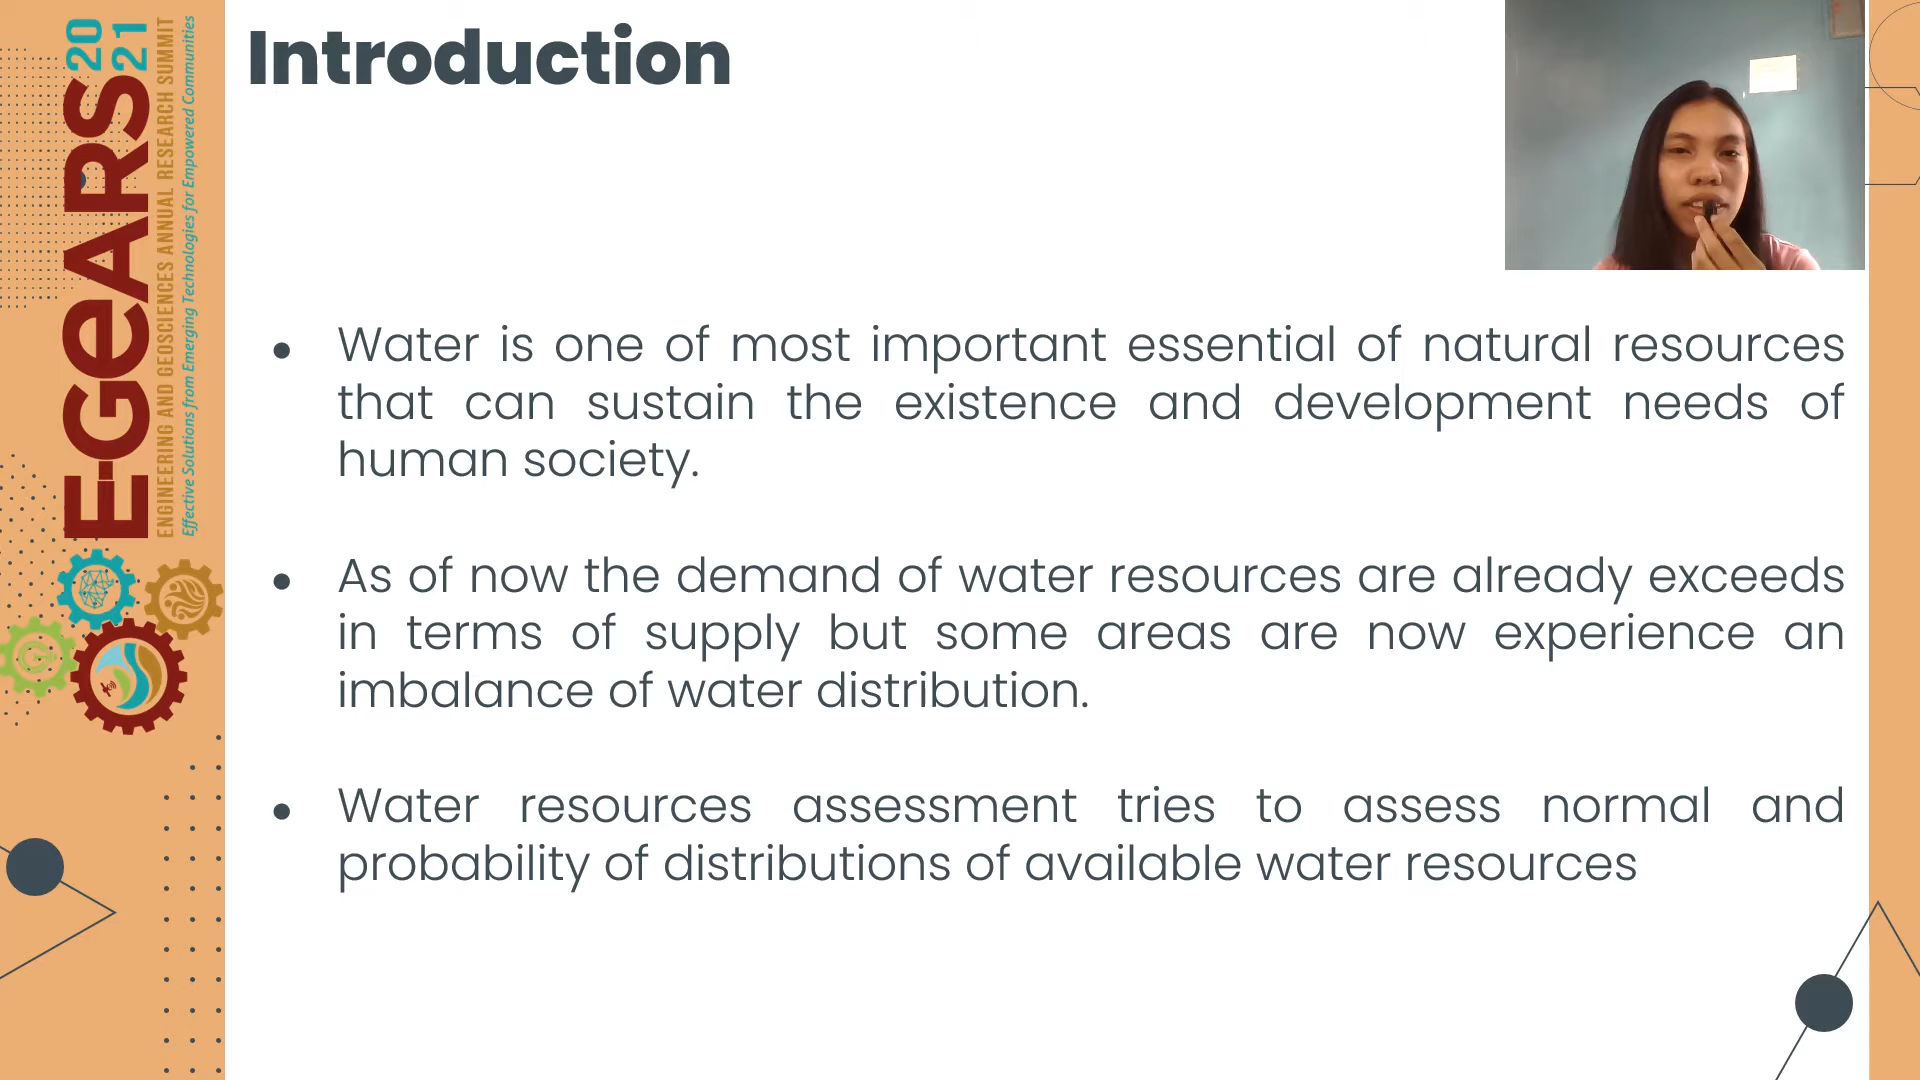 20
21
E-GeARS
ENGINEERING AND GEOSCIENCES ANNUAL RESEARCH SUMMIT
Effective Solutions from Emerging Technologies for Empowered Communities
Introduction
● Water is one of most important essential of natural resources
that can sustain the existence and development needs of
human society.
● As of now the demand of water resources are already exceeds
in terms of supply but some areas are now experience an
imbalance of water distribution.
● Water resources assessment tries to assess normal and
probability of distributions of available water resources